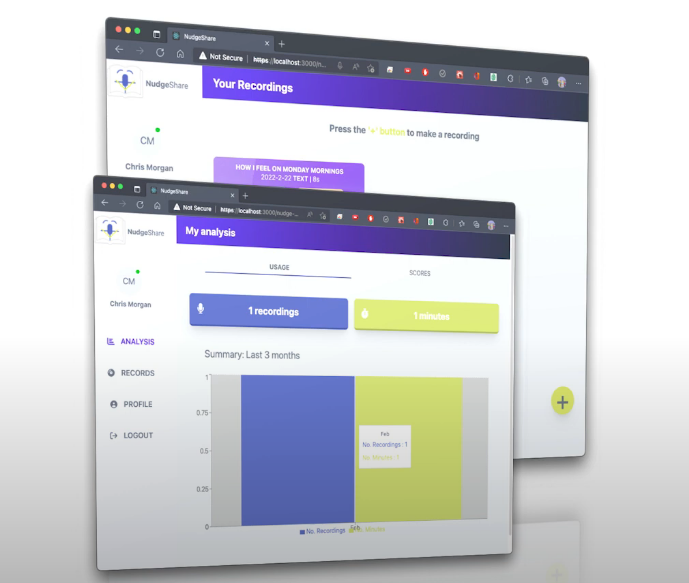 NudgeShare
Not Secure | https://localhost:3000/n...
NudgeShare
Your Recordings
Press the '+' button to make a recording
CM
Chris Morgan
HOW I FEEL ON MONDAY MORNINGS
2022-2-22 TEXT | 8s
NudgeShare
Not Secure | https://localhost:3000/nudge-...
NudgeShare
My analysis
CM
Chris Morgan
ANALYSIS
RECORDS
PROFILE
LOGOUT
USAGE
SCORES
1 recordings
1 minutes
Summary: Last 3 months
1
0.75
0.5
0.25
0
Feb
No. Recordings : 1
No. Minutes : 1
Feb
No. Recordings
No. Minutes
+